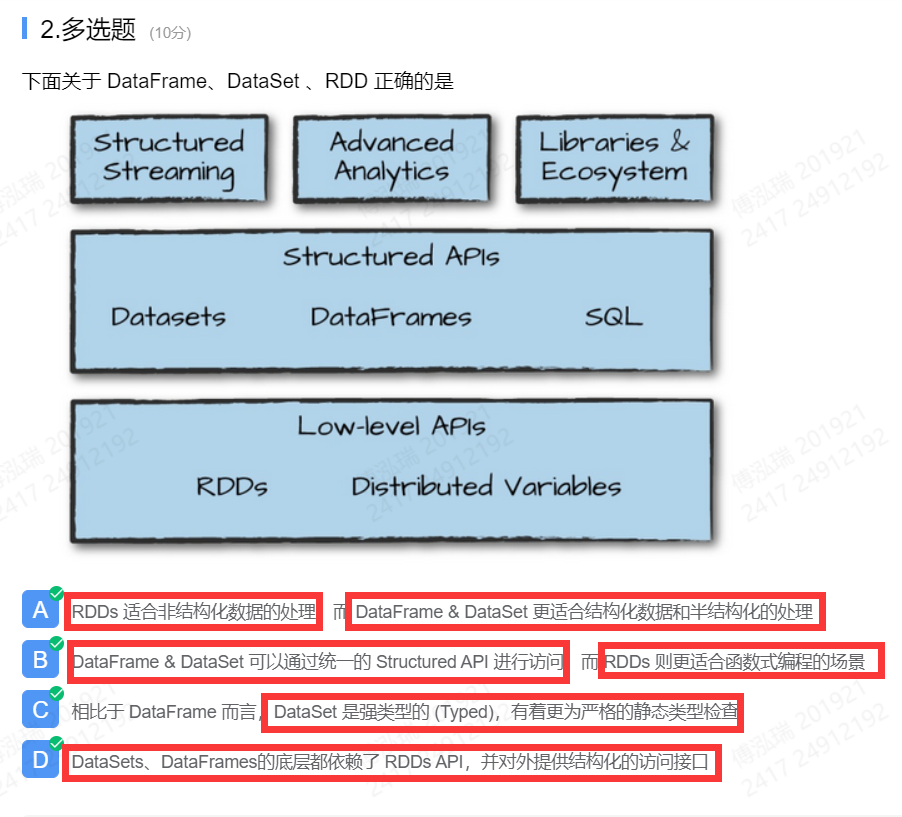 2.多选题 (10分)
下面关于 DataFrame、DataSet 、RDD 正确的是
Structured Streaming
Advanced Analytics
Libraries & Ecosystem
Structured APIs
Datasets DataFrames SQL
Low-level APIs
RDDs Distributed Variables
A RDDs 适合非结构化数据的处理 而 DataFrame & DataSet 更适合结构化数据和半结构化的处理
B DataFrame & DataSet 可以通过统一的 Structured API 进行访问 而 RDDs 则更适合函数式编程的场景
C 相比于 DataFrame 而言，DataSet 是强类型的 (Typed)，有着更为严格的静态类型检查
D DataSets、DataFrames的底层都依赖了 RDDs API，并对外提供结构化的访问接口
傅泓瑞 201921
2417 24912192